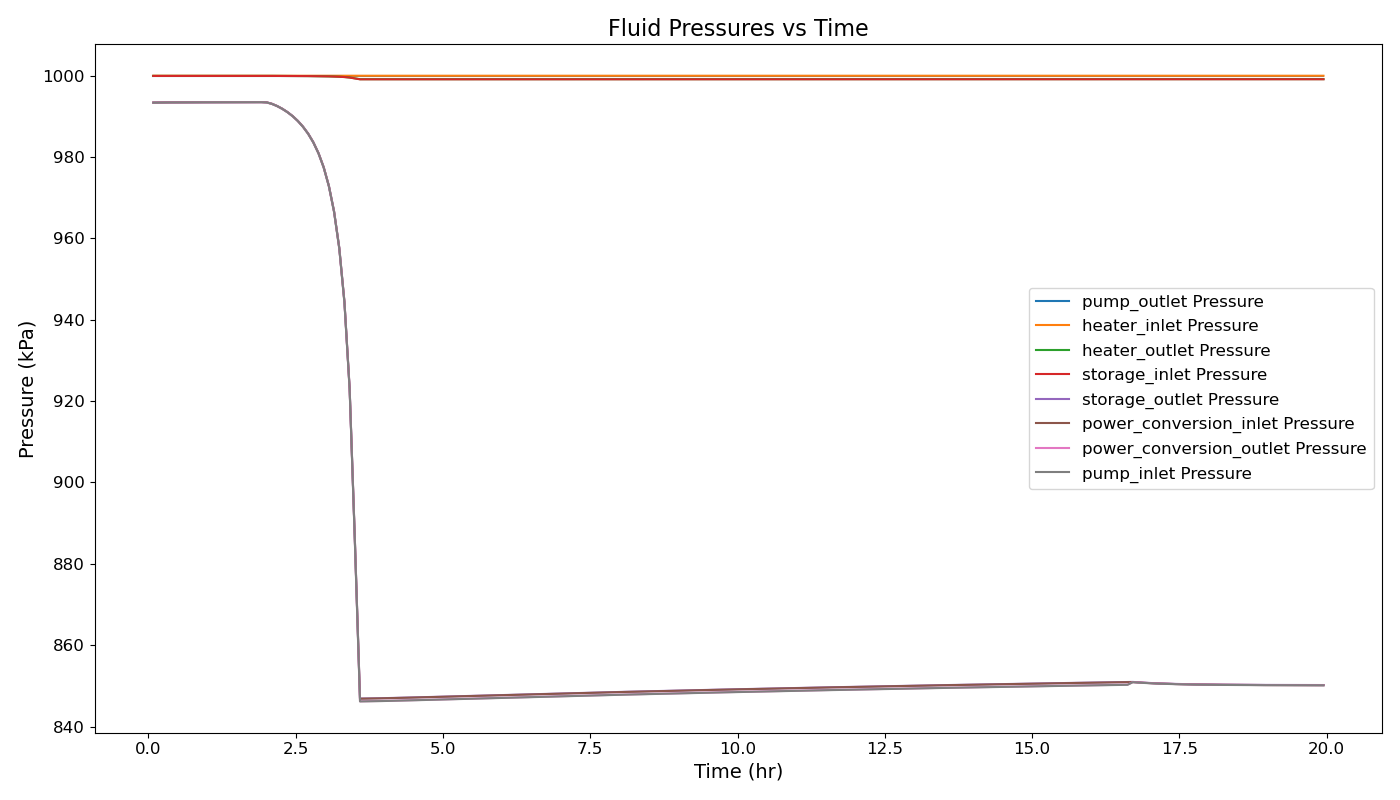 Fluid Pressures vs Time
Pressure (kPa)
1000
980
960
940
920
900
880
860
840
pump_outlet Pressure
heater_inlet Pressure
heater_outlet Pressure
storage_inlet Pressure
storage_outlet Pressure
power_conversion_inlet Pressure
power_conversion_outlet Pressure
pump_inlet Pressure
0.0 2.5 5.0 7.5 10.0 12.5 15.0 17.5 20.0
Time (hr)